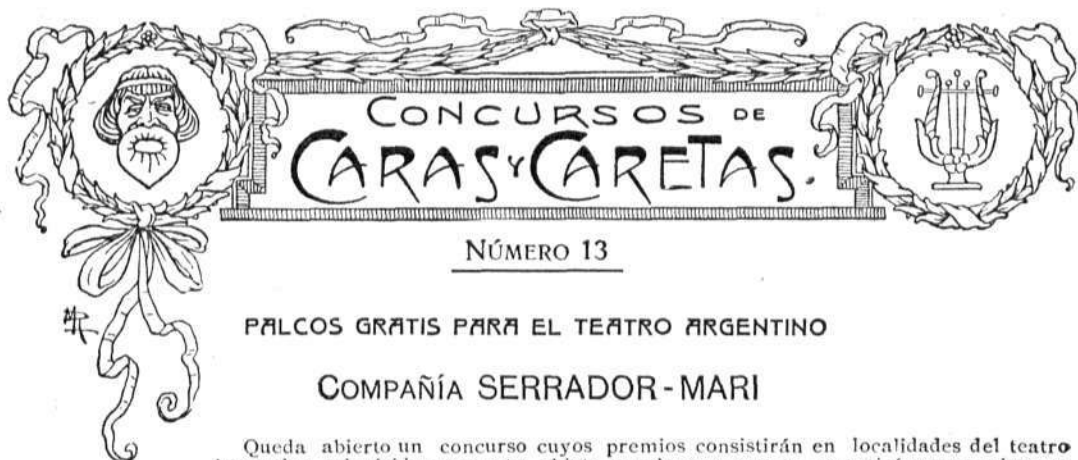 CONCURSOS DE
CARAS Y CARETAS.
NÚMERO 13
PALCOS GRATIS PARA EL TEATRO ARGENTINO
COMPAÑÍA SERRADOR-MARI
Queda abierto un concurso cuyos premios consistirán en localidades del teatro